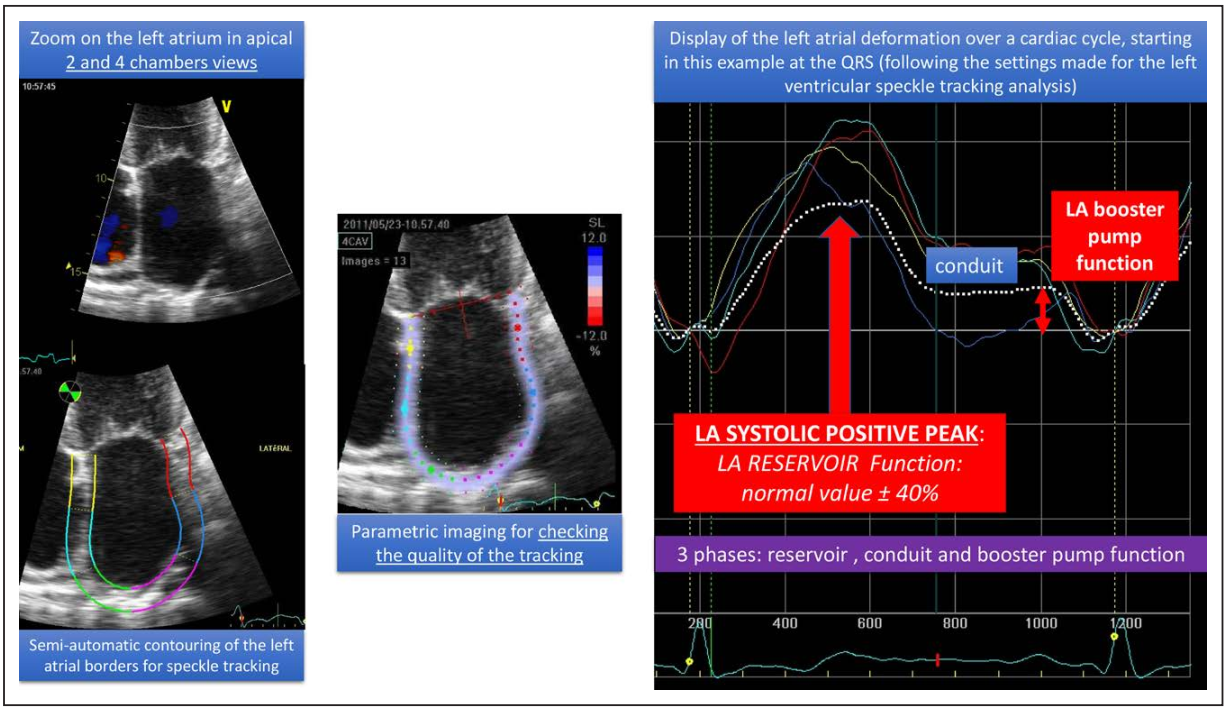 Zoom on the left atrium in apical
2 and 4 chambers views
10:57:45
V
10
15
:57.40
M
LATÉRAL
Semi-automatic contouring of the left
atrial borders for speckle tracking
2011/05/23-10.57.40
4CAV
Images = 13
SL
12.0
-12.0
%
Parametric imaging for checking
the quality of the tracking
Display of the left atrial deformation over a cardiac cycle, starting
in this example at the QRS (following the settings made for the left
ventricular speckle tracking analysis)
LA booster
pump
function
conduit
LA SYSTOLIC POSITIVE PEAK:
LA RESERVOIR Function:
normal value ± 40%
3 phases: reservoir , conduit and booster pump function
200 400 600 800 1000 1200